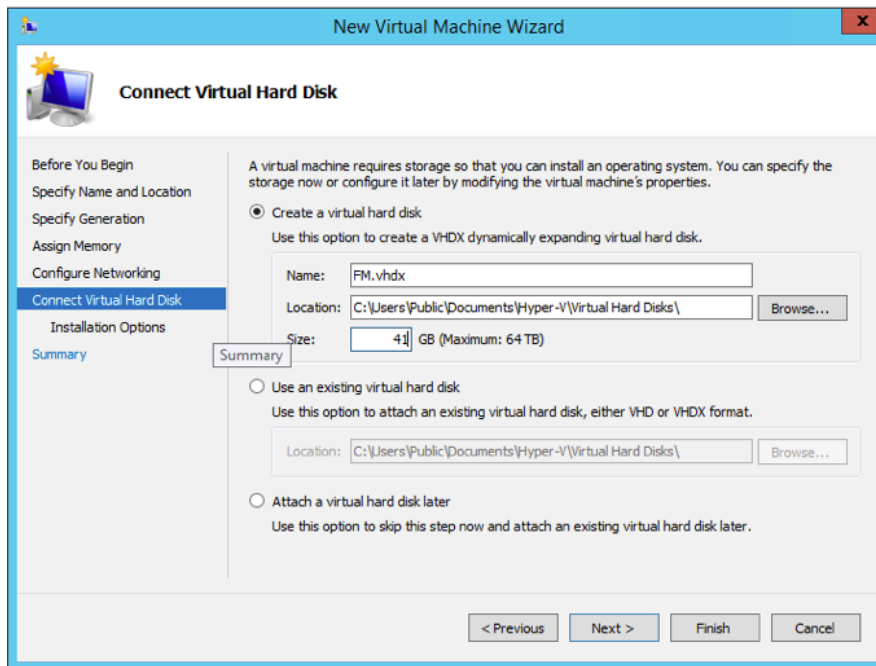 New Virtual Machine Wizard
x
Connect Virtual Hard Disk
Before You Begin
Specify Name and Location
Specify Generation
Assign Memory
Configure Networking
Connect Virtual Hard Disk
Installation Options
Summary
Summary
A virtual machine requires storage so that you can install an operating system. You can specify the
storage now or configure it later by modifying the virtual machine's properties.
Create a virtual hard disk
Use this option to create a VHDX dynamically expanding virtual hard disk.
Name: FM.vhdx
Location: C:\Users\Public\Documents\Hyper-V\Virtual Hard Disks\ Browse...
Size: 41 GB (Maximum: 64 TB)
Use an existing virtual hard disk
Use this option to attach an existing virtual hard disk, either VHD or VHDX format.
Location: C:\Users\Public\Documents\Hyper-V\Virtual Hard Disks\ Browse...
Attach a virtual hard disk later
Use this option to skip this step now and attach an existing virtual hard disk later.
< Previous Next > Finish Cancel